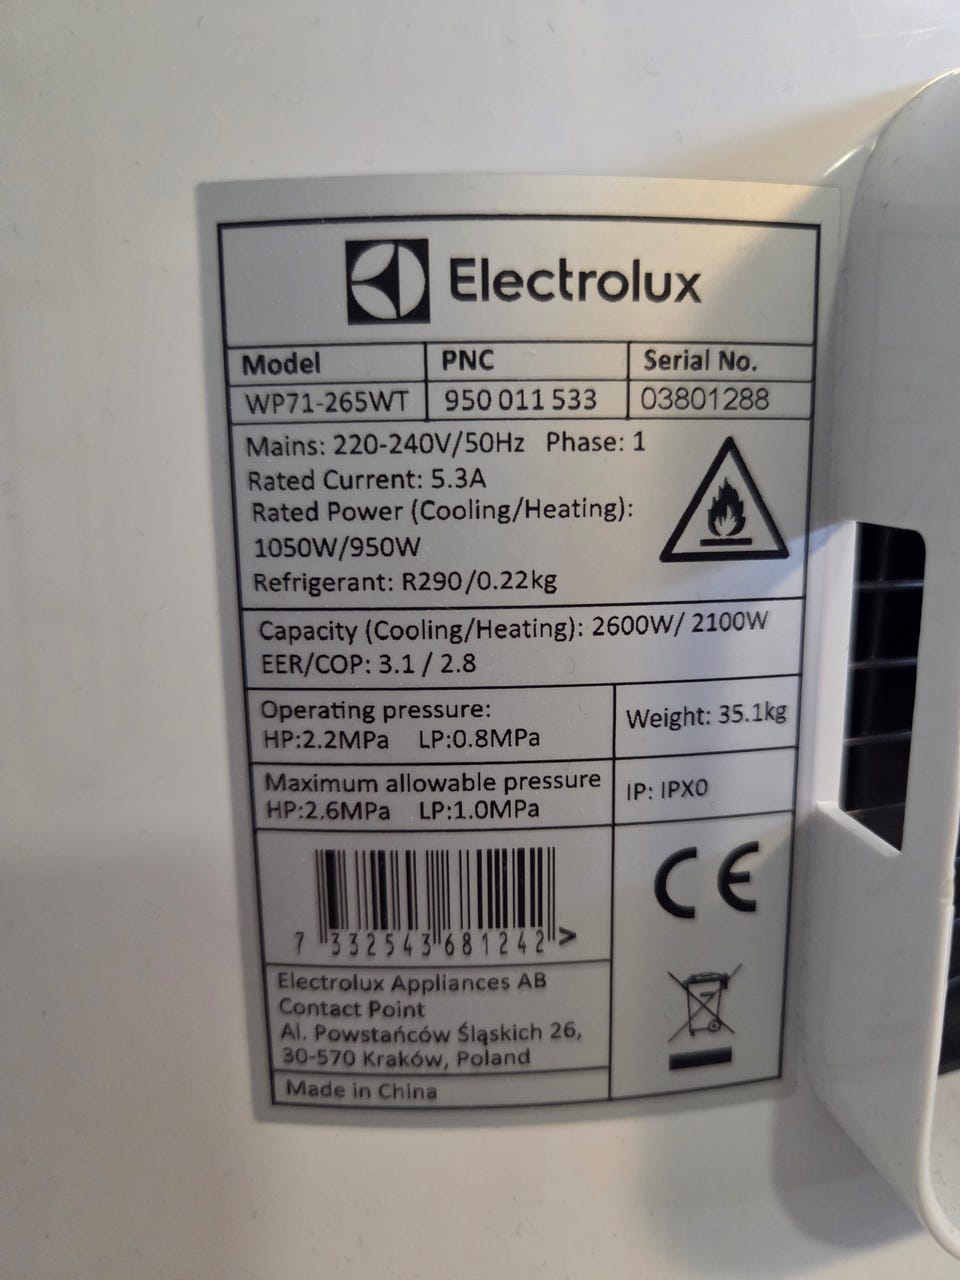 Electrolux
Model PNC Serial No.
WP71-265WT 950 011 533 03801288
Mains: 220-240V/50Hz Phase: 1
Rated Current: 5.3A
Rated Power (Cooling/Heating):
1050W/950W
Refrigerant: R290/0.22kg
Capacity (Cooling/Heating): 2600W/ 2100W
EER/COP: 3.1 / 2.8
Operating pressure:
HP:2.2MPa LP:0.8MPa
Weight: 35.1kg
Maximum allowable pressure
HP:2.6MPa LP:1.0MPa
IP: IPX0
CE
7 332543 681242 >
Electrolux Appliances AB
Contact Point
Al. Powstańców Śląskich 26,
30-570 Kraków, Poland
Made in China